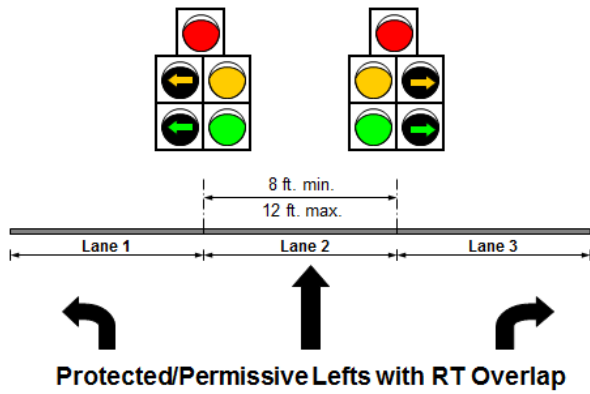 8 ft. min.
12 ft. max.
Lane 1 Lane 2 Lane 3
Protected/Permissive Lefts with RT Overlap